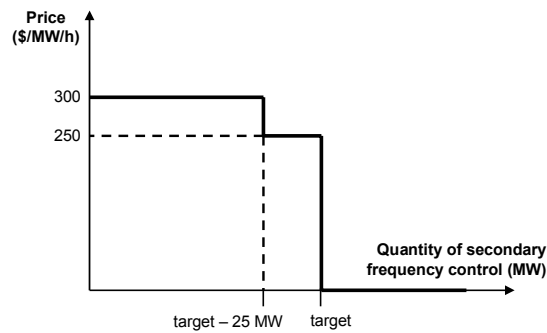 Price
($/MW/h)
300
250
Quantity of secondary
frequency control (MW)
target – 25 MW
target